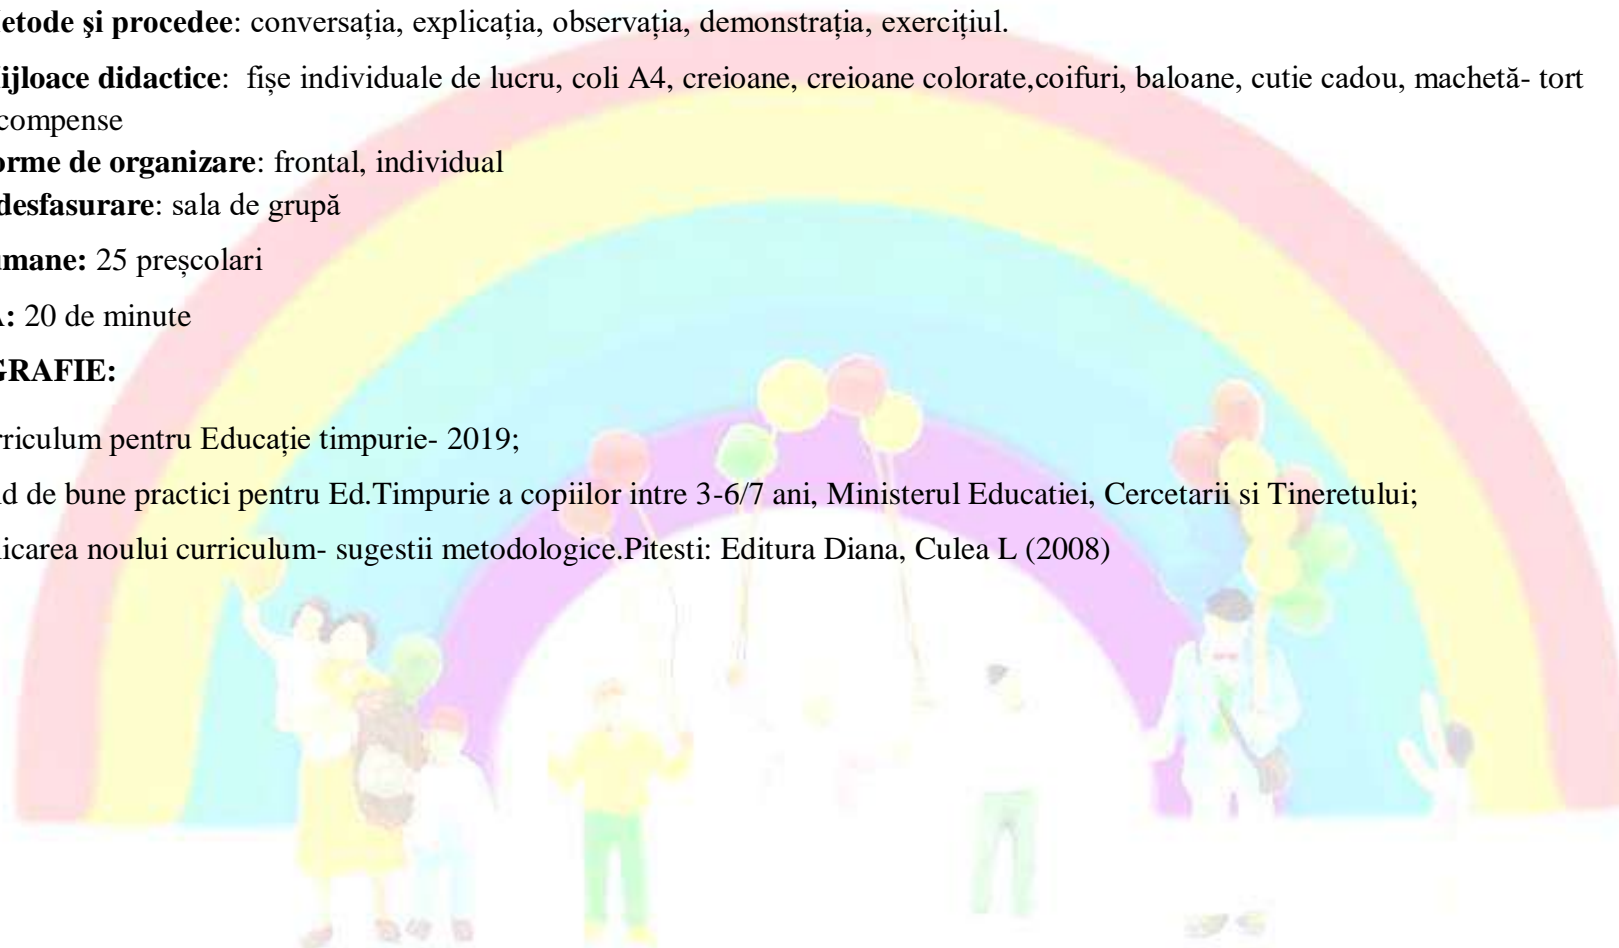 etode şi procedee: conversația, explicația, observația, demonstrația, exercițiul.
ijloace didactice: fișe individuale de lucru, coli A4, creioane, creioane colorate,coifuri, baloane, cutie cadou, machetă- tort
compense
orme de organizare: frontal, individual
desfasurare: sala de grupă
umane: 25 preșcolari
: 20 de minute
GRAFIE:
rriculum pentru Educație timpurie- 2019;
d de bune practici pentru Ed.Timpurie a copiilor intre 3-6/7 ani, Ministerul Educatiei, Cercetarii si Tineretului;
licarea noului curriculum- sugestii metodologice.Pitesti: Editura Diana, Culea L (2008)